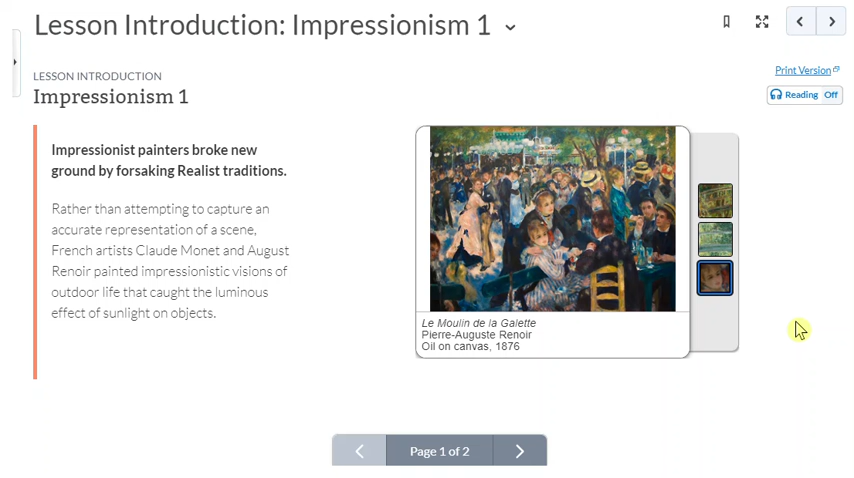 Lesson Introduction: Impressionism 1
Print Version
Reading Off
LESSON INTRODUCTION
Impressionism 1
Impressionist painters broke new
ground by forsaking Realist traditions.
Rather than attempting to capture an
accurate representation of a scene,
French artists Claude Monet and August
Renoir painted impressionistic visions of
outdoor life that caught the luminous
effect of sunlight on objects.
Le Moulin de la Galette
Pierre-Auguste Renoir
Oil on canvas, 1876
Page 1 of 2